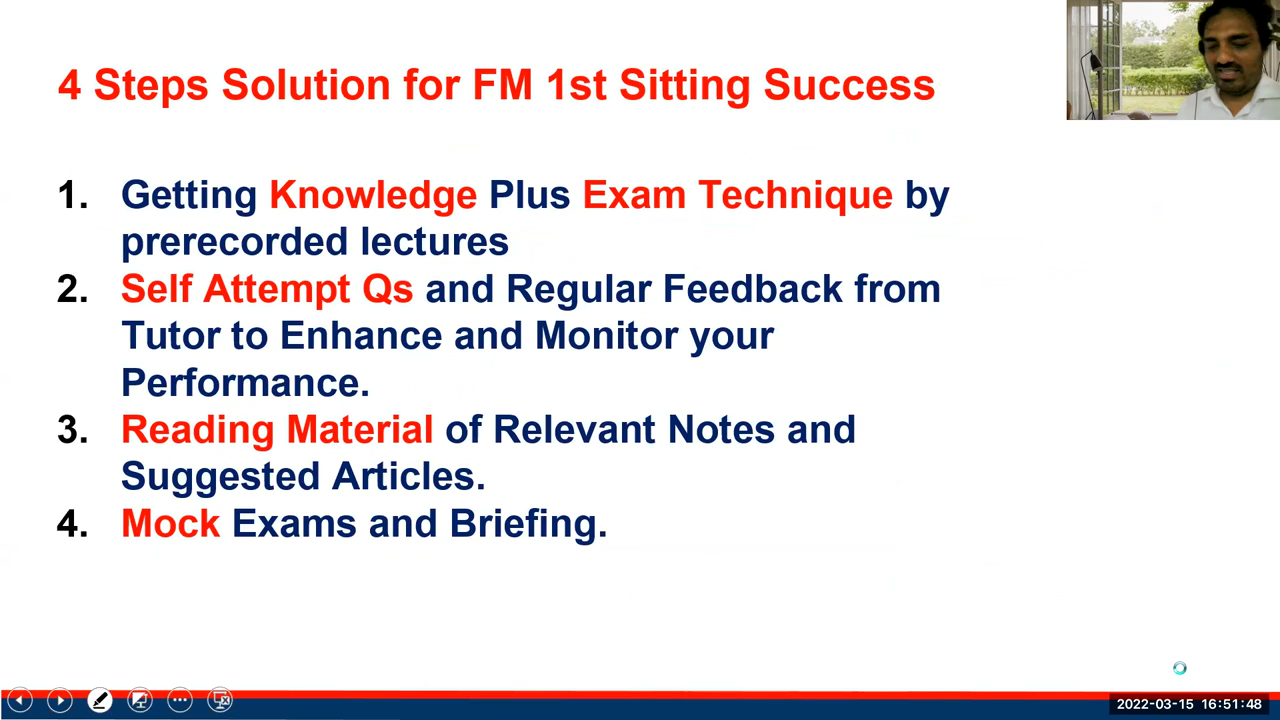 4 Steps Solution for FM 1st Sitting Success
1. Getting Knowledge Plus Exam Technique by
prerecorded lectures
2. Self Attempt Qs and Regular Feedback from
Tutor to Enhance and Monitor your
Performance.
3. Reading Material of Relevant Notes and
Suggested Articles.
4. Mock Exams and Briefing.
2022-03-15 16:51:48